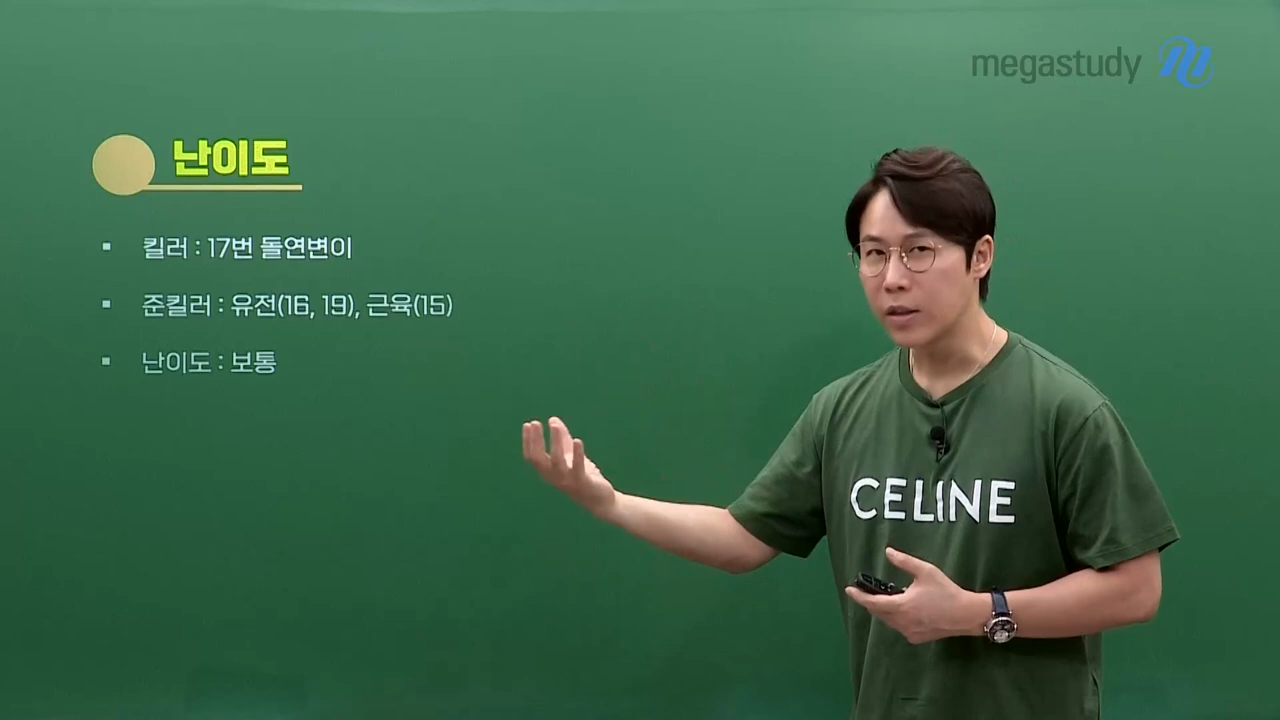 megastudy
난이도
▪ 킬러 : 17번 돌연변이
▪ 준킬러 : 유전(16, 19), 근육(15)
▪ 난이도 : 보통
CELINE